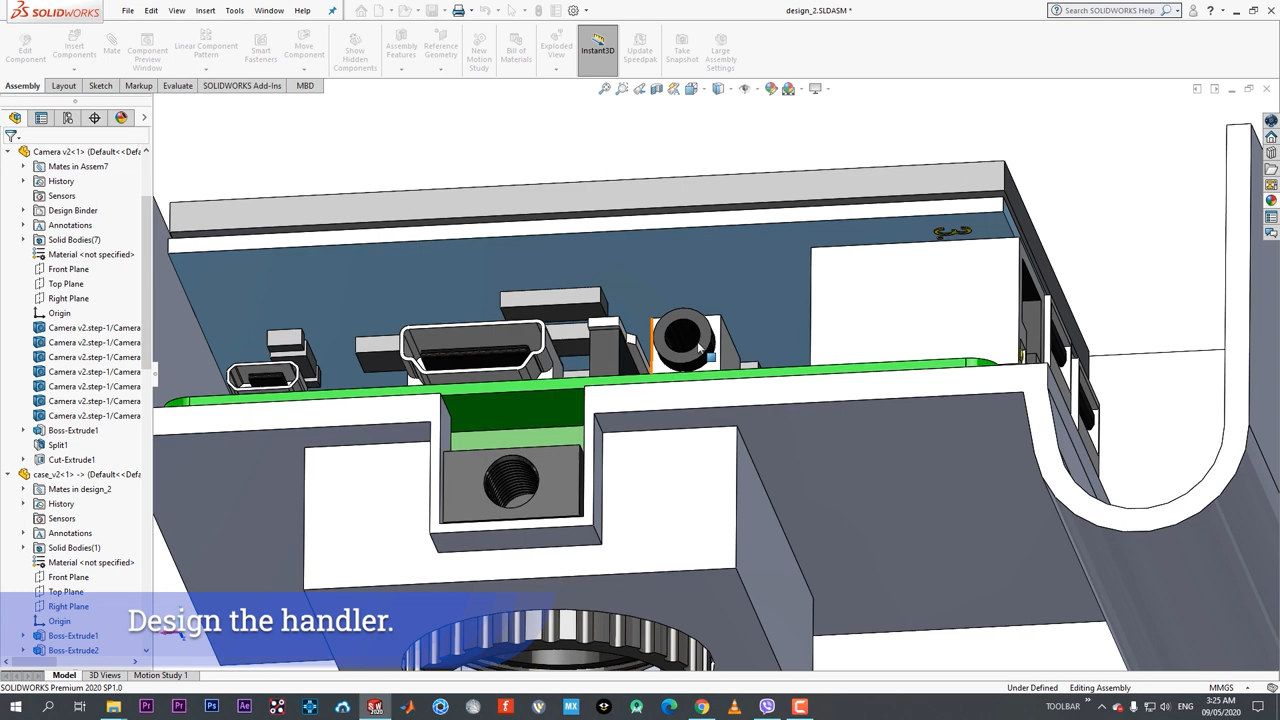 SOLIDWORKS
File
Edit
View
Insert
Tools
Window
Help
design_2.SLDASM *
Search SOLIDWORKS Help
Edit Component
Insert Components
Mate
Component Preview Window
Linear Component Pattern
Smart Fasteners
Move Component
Show Hidden Components
Assembly Features
Reference Geometry
New Motion Study
Bill of Materials
Exploded View
Instant3D
Update Speedpak
Take Snapshot
Large Assembly Settings
Assembly
Layout
Sketch
Markup
Evaluate
SOLIDWORKS Add-Ins
MBD
Camera v2<1> (Default<<Defa
Mates in Assem7
History
Sensors
Design Binder
Annotations
Solid Bodies(7)
Material <not specified>
Front Plane
Top Plane
Right Plane
Origin
Camera v2.step-1/Camera
Camera v2.step-1/Camera
Camera v2.step-1/Camera
Camera v2.step-1/Camera
Camera v2.step-1/Camera
Camera v2.step-1/Camera
Camera v2.step-1/Camera
Boss-Extrude1
Split1
Cut-Extrude1
case_v2<1> -> (Default<<Defa
Mates in design_2
History
Sensors
Annotations
Solid Bodies(1)
Material <not specified>
Front Plane
Top Plane
Right Plane
Origin
Boss-Extrude1
Boss-Extrude2
3
Design the handler.
Model
3D Views
Motion Study 1
SOLIDWORKS Premium 2020 SP1.0
Under Defined
Editing Assembly
MMGS
TOOLBAR
ENG
3:25 AM
09/05/2020